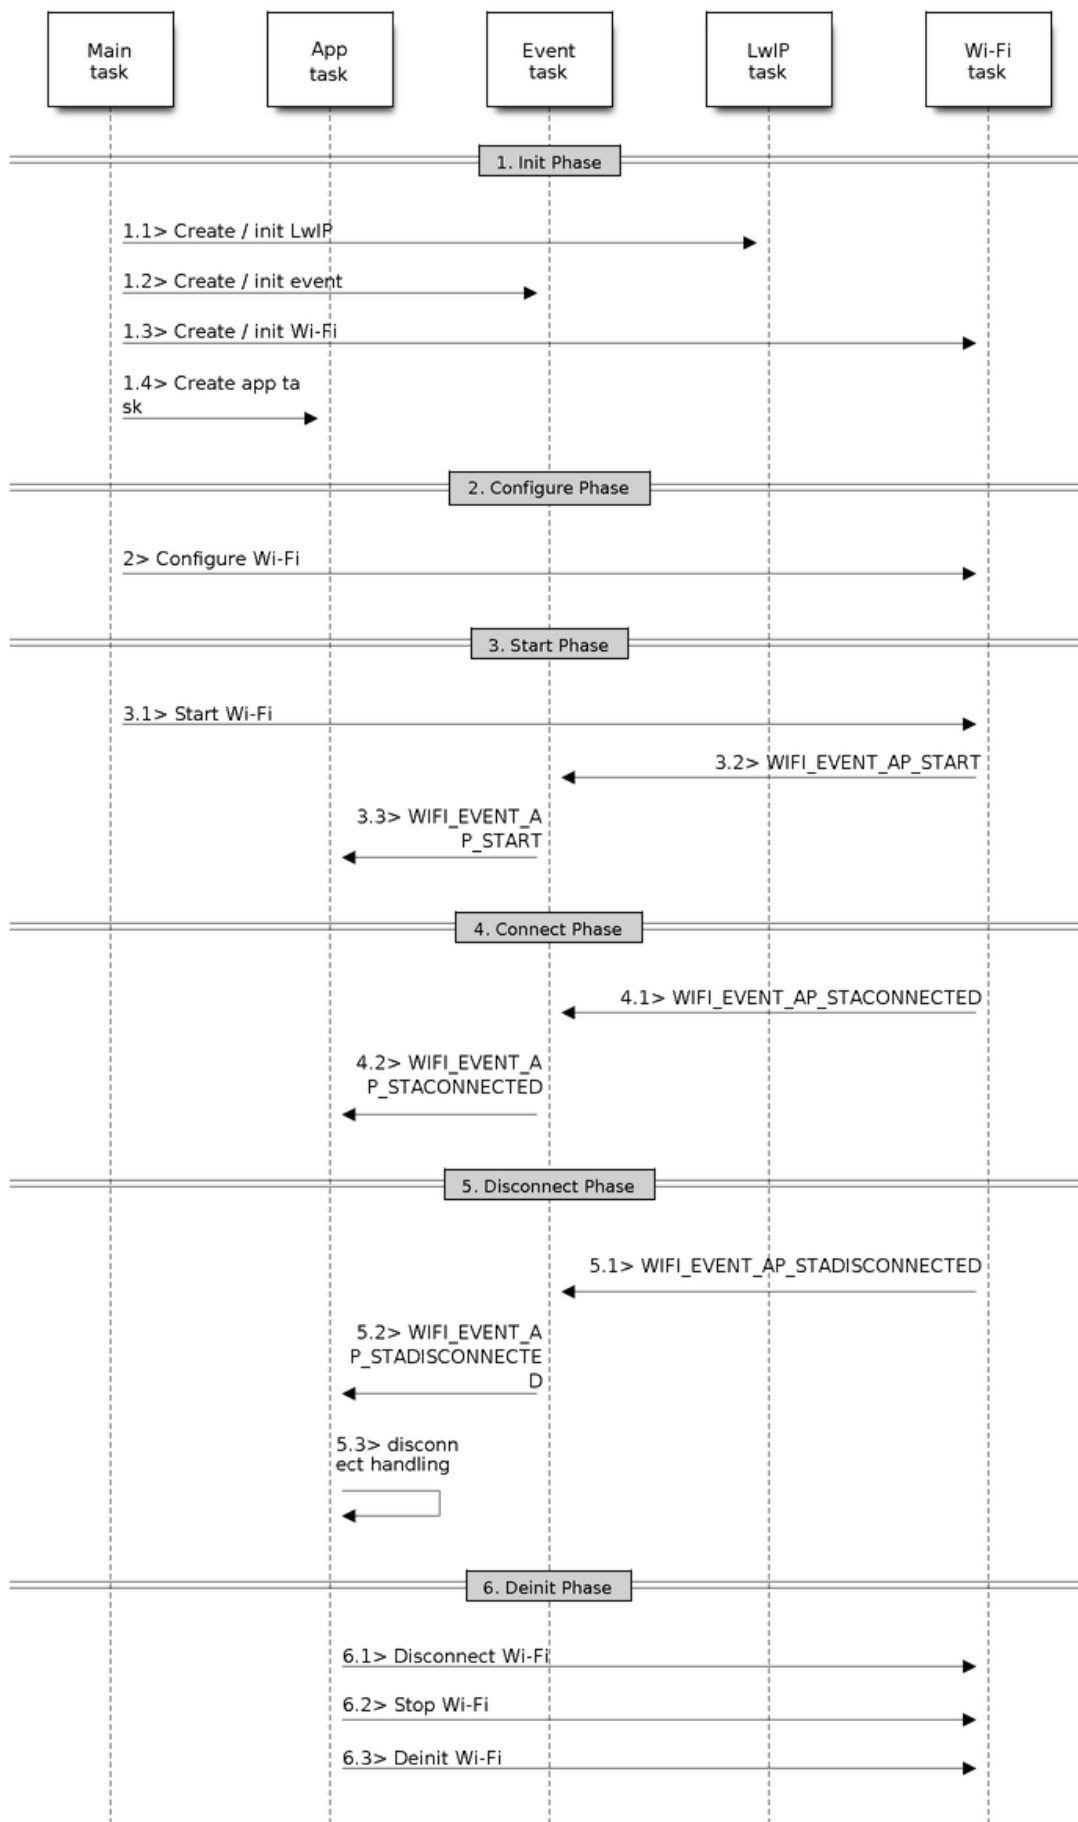 Main
task
App
task
Event
task
LwIP
task
Wi-Fi
task
1. Init Phase
1.1> Create / init LwIP
1.2> Create / init event
1.3> Create / init Wi-Fi
1.4> Create app ta
sk
2. Configure Phase
2> Configure Wi-Fi
3. Start Phase
3.1> Start Wi-Fi
3.2> WIFI_EVENT_AP_START
3.3> WIFI_EVENT_A
P_START
4. Connect Phase
4.1> WIFI_EVENT_AP_STACONNECTED
4.2> WIFI_EVENT_A
P_STACONNECTED
5. Disconnect Phase
5.1> WIFI_EVENT_AP_STADISCONNECTED
5.2> WIFI_EVENT_A
P_STADISCONNECTE
D
5.3> disconn
ect handling
6. Deinit Phase
6.1> Disconnect Wi-Fi
6.2> Stop Wi-Fi
6.3> Deinit Wi-Fi